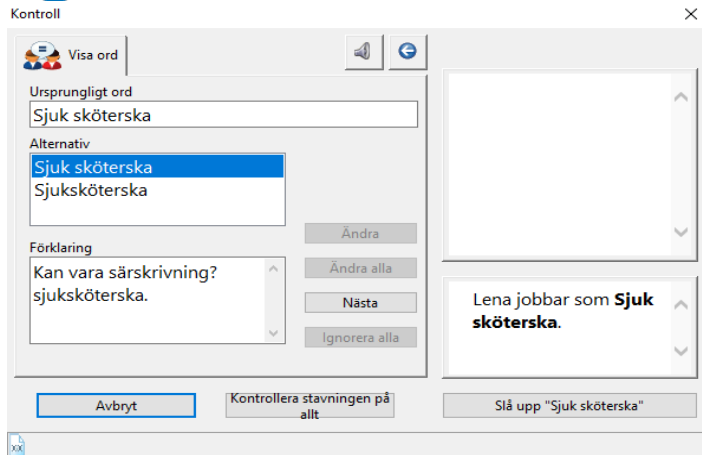 Kontroll
Visa ord
Ursprungligt ord
Sjuk sköterska
Alternativ
Sjuk sköterska
Sjuksköterska
Ändra
Förklaring
Ändra alla
Kan vara särskrivning?
sjuksköterska.
Nästa
Ignorera alla
Lena jobbar som Sjuk
sköterska.
Avbryt
Kontrollera stavningen på
allt
Slå upp "Sjuk sköterska"